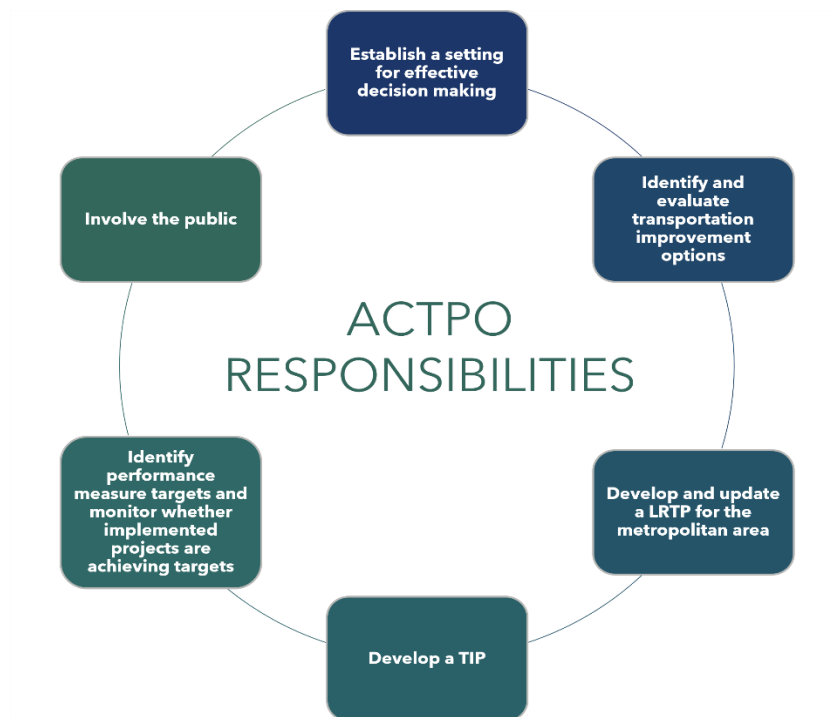 Establish a setting
for effective
decision making
Identify and
evaluate
transportation
improvement
options
Develop and update
a LRTP for the
metropolitan area
Develop a TIP
Identify
performance
measure targets and
monitor whether
implemented
projects are
achieving targets
Involve the public
ACTPO
RESPONSIBILITIES